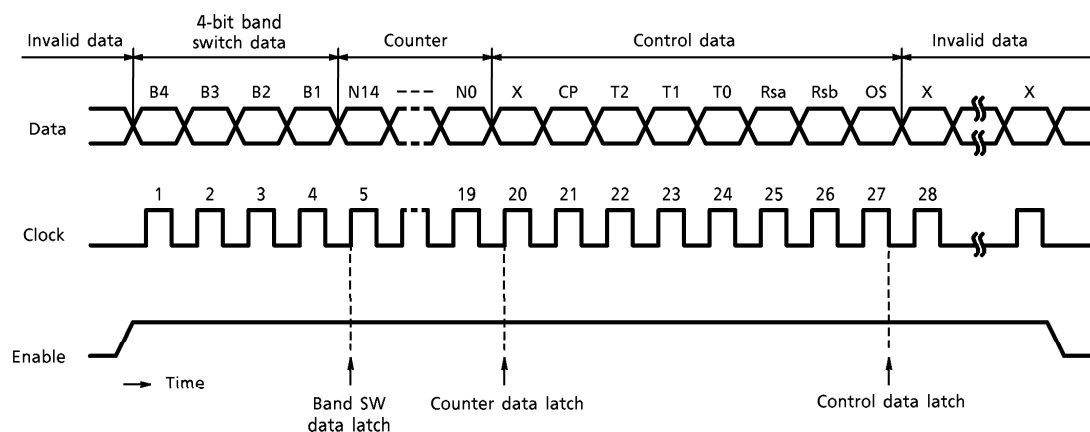 Invalid data
4-bit band
switch data
Counter
Control data
Invalid data
Data
B4 B3 B2 B1 N14 N0 X CP T2 T1 T0 Rsa Rsb OS X X
Clock
1 2 3 4 5 19 20 21 22 23 24 25 26 27 28
Enable
Time
Band SW
data latch
Counter data latch
Control data latch